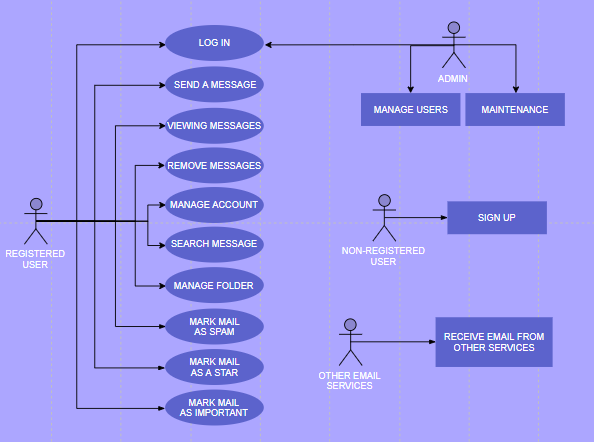 LOG IN
ADMIN
SEND A MESSAGE
MANAGE USERS
MAINTENANCE
VIEWING MESSAGES
REMOVE MESSAGES
MANAGE ACCOUNT
SIGN UP
REGISTERED
USER
SEARCH MESSAGE
NON-REGISTERED
USER
MANAGE FOLDER
MARK MAIL
AS SPAM
RECEIVE EMAIL FROM
OTHER SERVICES
MARK MAIL
AS A STAR
OTHER EMAIL
SERVICES
MARK MAIL
AS IMPORTANT